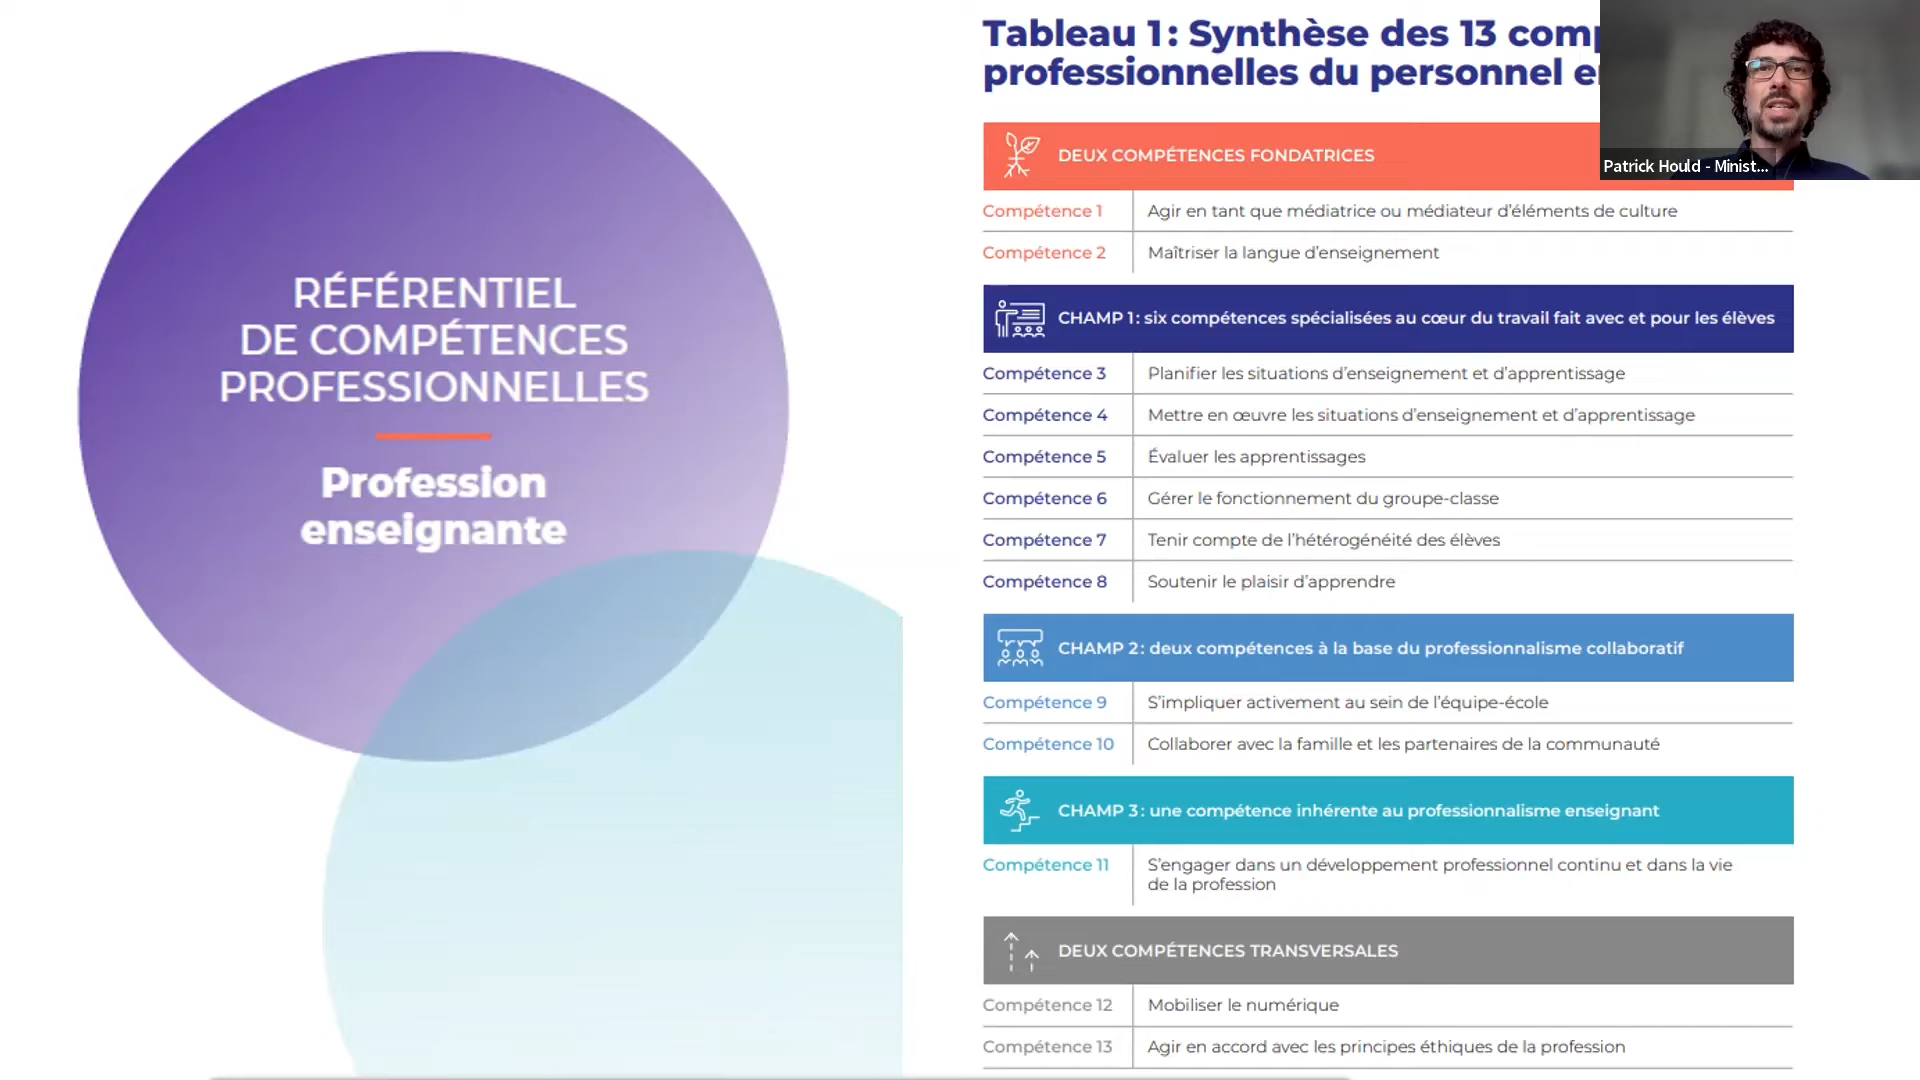 RÉFÉRENTIEL
DE COMPÉTENCES
PROFESSIONNELLES
Profession
enseignante
Tableau 1 : Synthèse des 13
professionnelles du personnel
Patrick Hould - Minist...
DEUX COMPÉTENCES FONDATRICES
Compétence 1 Agir en tant que médiatrice ou médiateur d’éléments de culture
Compétence 2 Maîtriser la langue d’enseignement
CHAMP 1 : six compétences spécialisées au cœur du travail fait avec et pour les élèves
Compétence 3 Planifier les situations d’enseignement et d’apprentissage
Compétence 4 Mettre en œuvre les situations d’enseignement et d’apprentissage
Compétence 5 Évaluer les apprentissages
Compétence 6 Gérer le fonctionnement du groupe-classe
Compétence 7 Tenir compte de l’hétérogénéité des élèves
Compétence 8 Soutenir le plaisir d’apprendre
CHAMP 2 : deux compétences à la base du professionnalisme collaboratif
Compétence 9 S’impliquer activement au sein de l’équipe-école
Compétence 10 Collaborer avec la famille et les partenaires de la communauté
CHAMP 3 : une compétence inhérente au professionnalisme enseignant
Compétence 11 S’engager dans un développement professionnel continu et dans la vie
de la profession
DEUX COMPÉTENCES TRANSVERSALES
Compétence 12 Mobiliser le numérique
Compétence 13 Agir en accord avec les principes éthiques de la profession